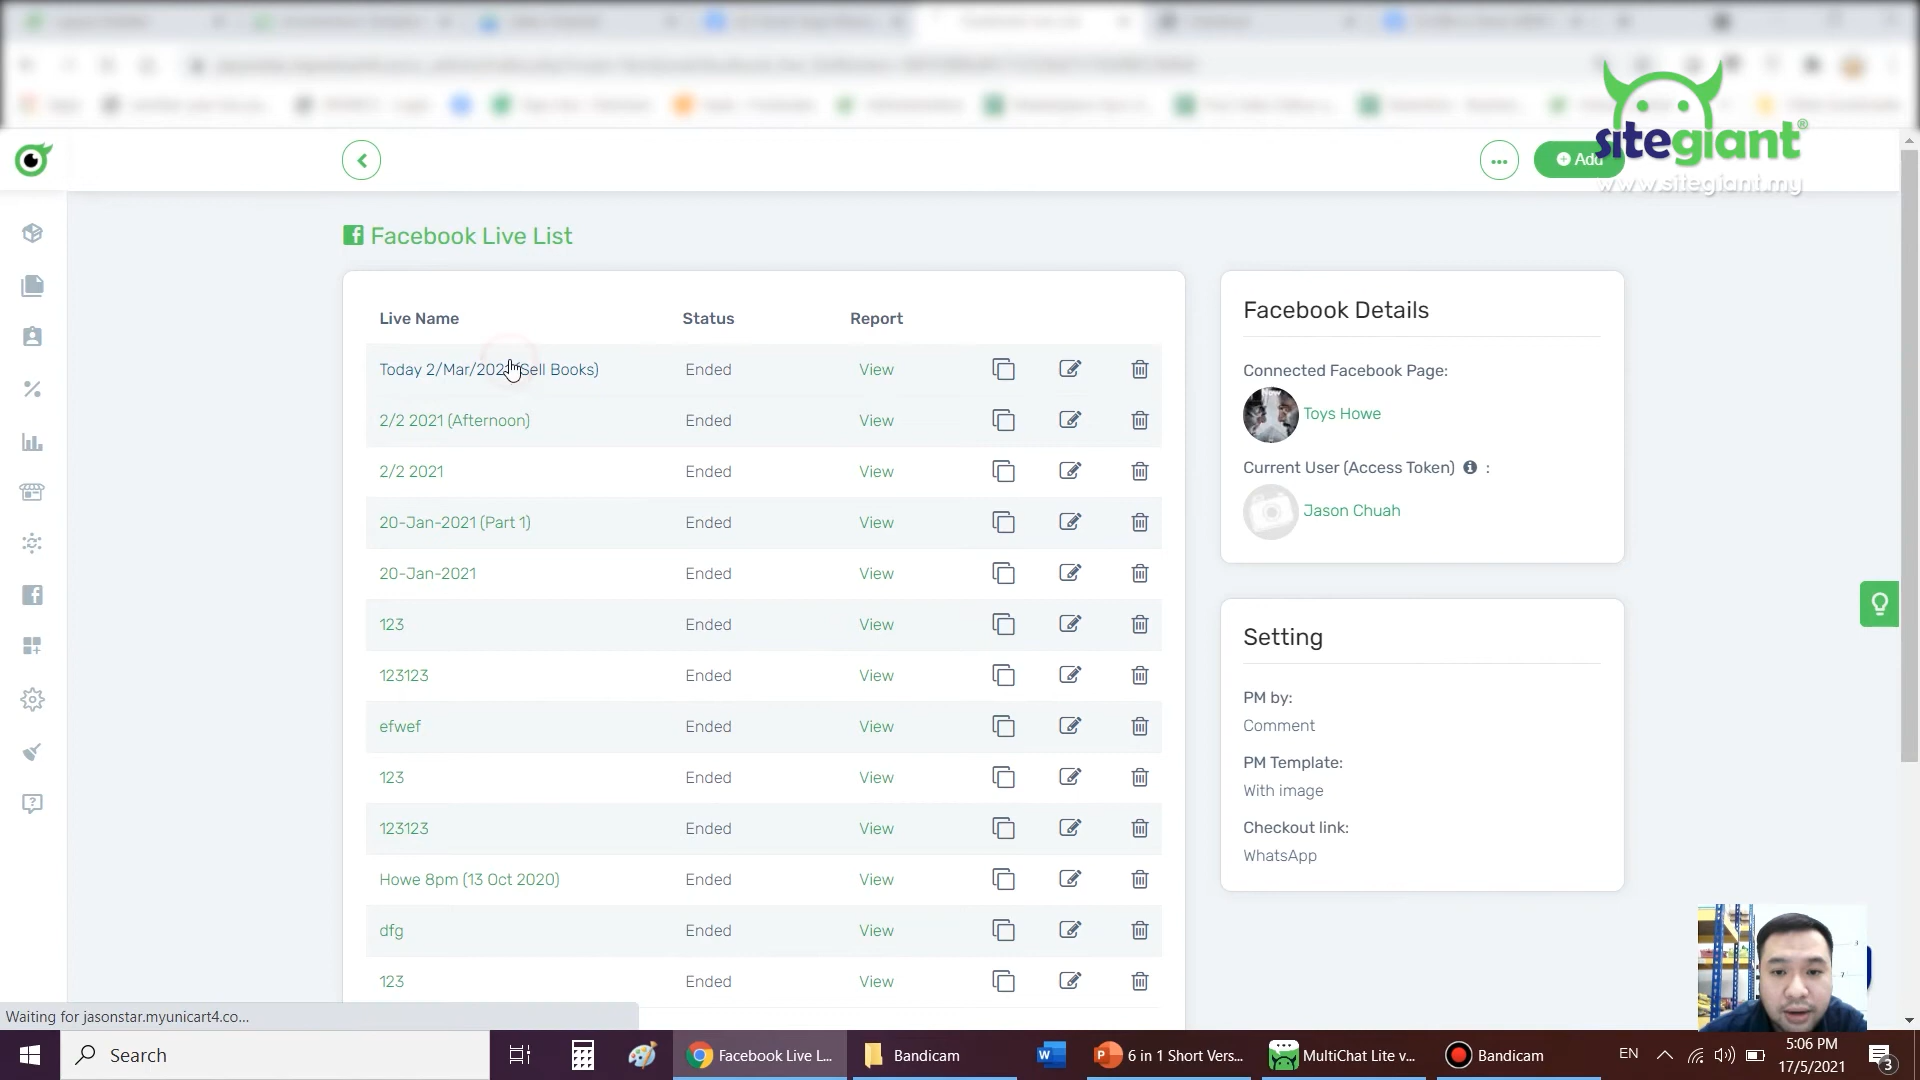 sitegiant®
Add
www.sitegiant.my
Facebook Live List
Live Name Status Report
Today 2/Mar/202 Sell Books) Ended View
2/2 2021 (Afternoon) Ended View
2/2 2021 Ended View
20-Jan-2021 (Part 1) Ended View
20-Jan-2021 Ended View
123 Ended View
123123 Ended View
efwef Ended View
123 Ended View
123123 Ended View
Howe 8pm (13 Oct 2020) Ended View
dfg Ended View
123 Ended View
Facebook Details
Connected Facebook Page:
Toys Howe
Current User (Access Token) :
Jason Chuah
Setting
PM by:
Comment
PM Template:
With image
Checkout link:
WhatsApp
Waiting for jasonstar.myunicart4.co...
Search
Facebook Live L...
Bandicam
6 in 1 Short Vers...
MultiChat Lite v...
Bandicam
EN
5:06 PM
17/5/2021
3